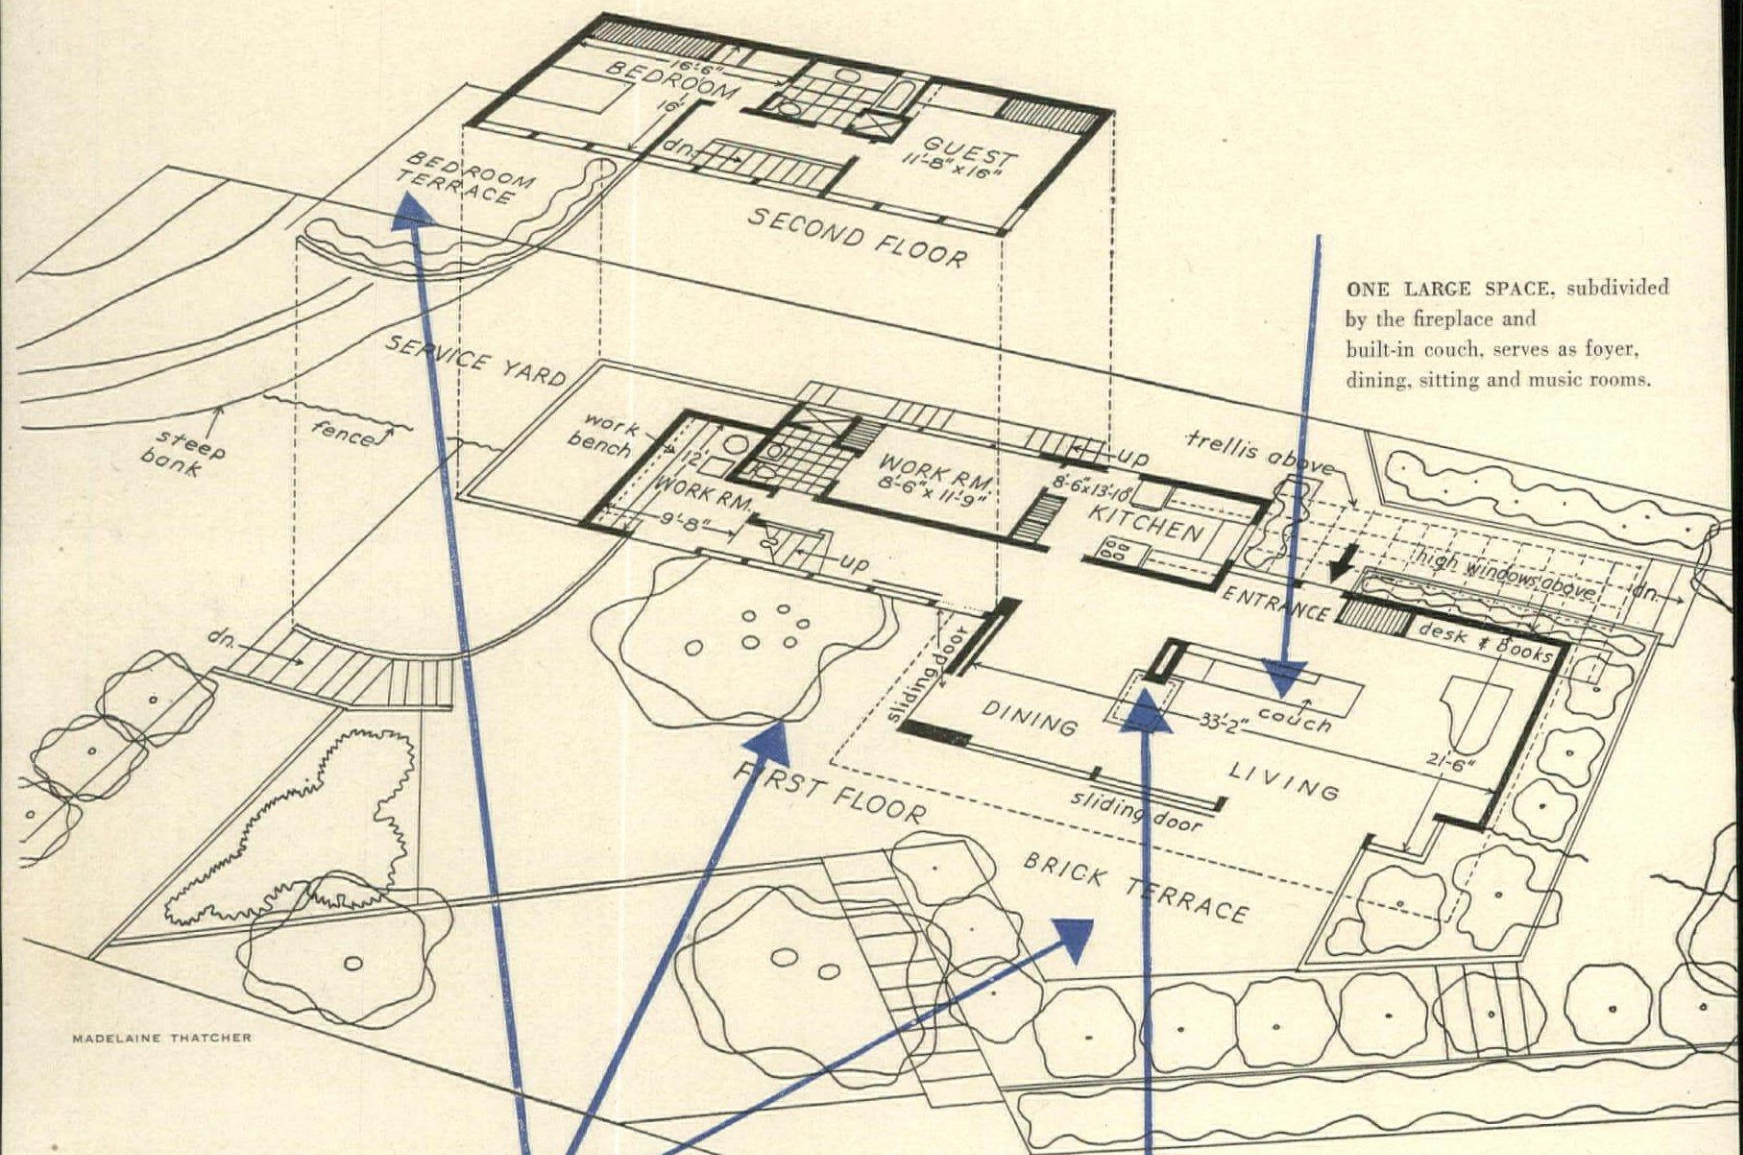 16'-6"
BEDROOM
16'
dn.
GUEST
11'-8" x 16"
BEDROOM
TERRACE
SECOND FLOOR
ONE LARGE SPACE, subdivided
by the fireplace and
built-in couch, serves as foyer,
dining, sitting and music rooms.
SERVICE YARD
steep
bank
fence
work
bench
12'
WORK RM.
9'-8"
up
WORK RM.
8'-6" x 11'-9"
up
8'-6"x13'-10"
KITCHEN
trellis above
high windows above
dn.
ENTRANCE
desk & Books
dn.
sliding door
DINING
33'-2"
couch
21'-6"
LIVING
sliding door
FIRST FLOOR
BRICK TERRACE
MADELAINE THATCHER